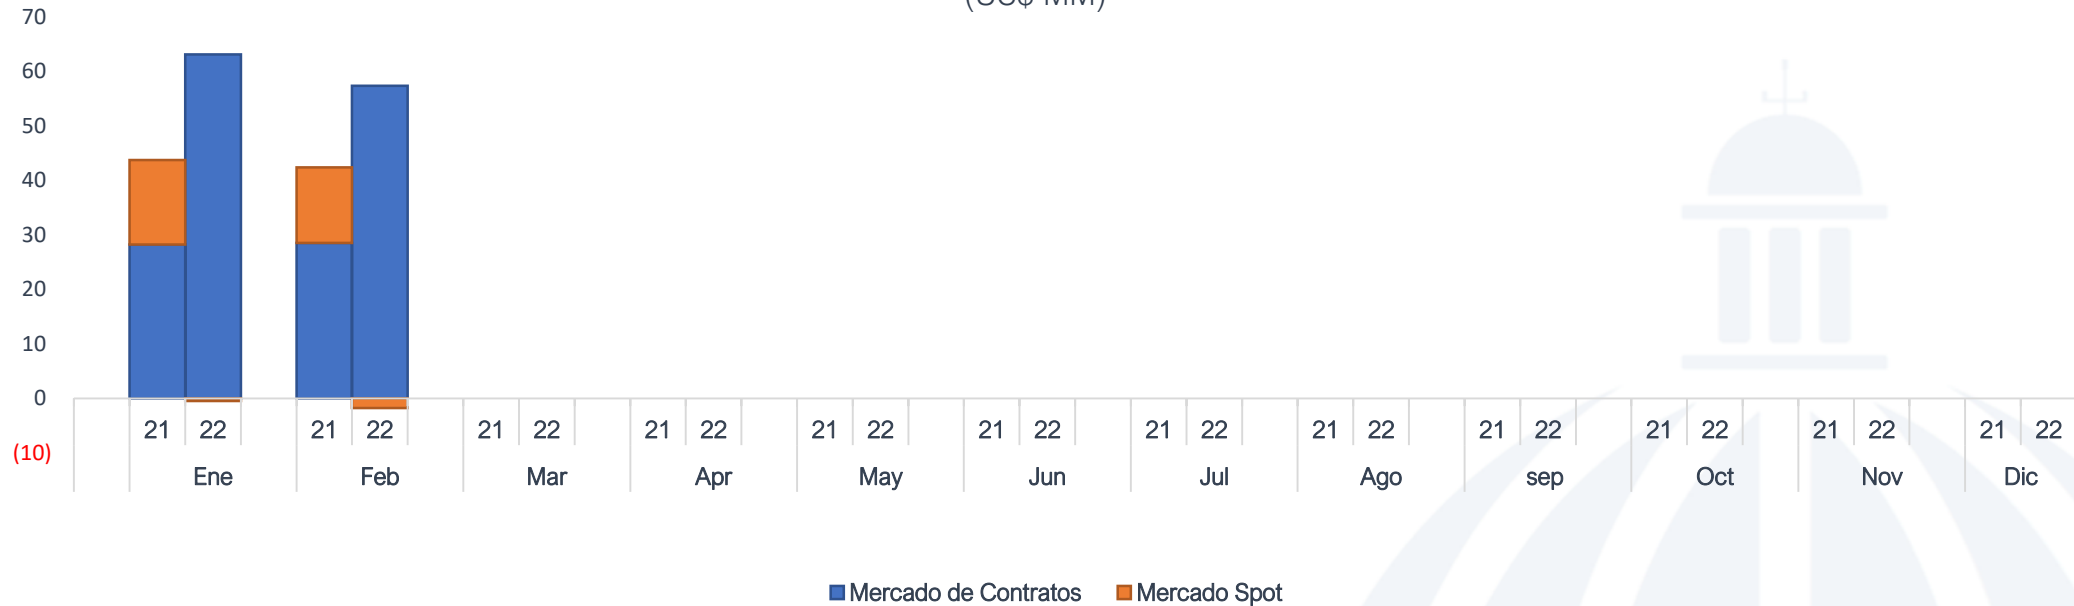 (US$ MM)
70
60
50
40
30
20
10
0
(10)
21 22 21 22 21 22 21 22 21 22 21 22 21 22 21 22 21 22 21 22 21 22 21 22
Ene Feb Mar Apr May Jun Jul Ago sep Oct Nov Dic
Mercado de Contratos Mercado Spot